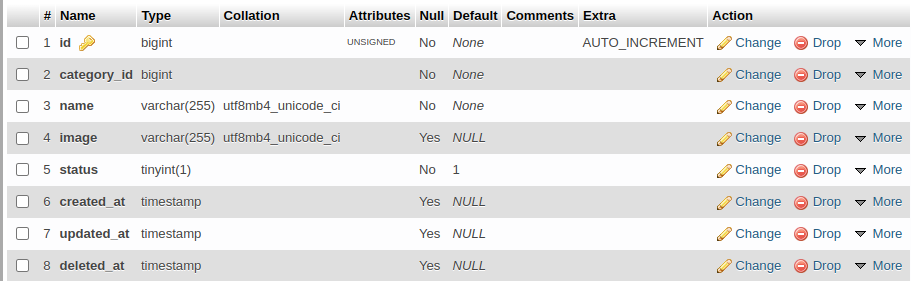 # Name Type Collation Attributes Null Default Comments Extra Action
1 id bigint UNSIGNED No None AUTO_INCREMENT Change Drop More
2 category_id bigint No None Change Drop More
3 name varchar(255) utf8mb4_unicode_ci No None Change Drop More
4 image varchar(255) utf8mb4_unicode_ci Yes NULL Change Drop More
5 status tinyint(1) No 1 Change Drop More
6 created_at timestamp Yes NULL Change Drop More
7 updated_at timestamp Yes NULL Change Drop More
8 deleted_at timestamp Yes NULL Change Drop More